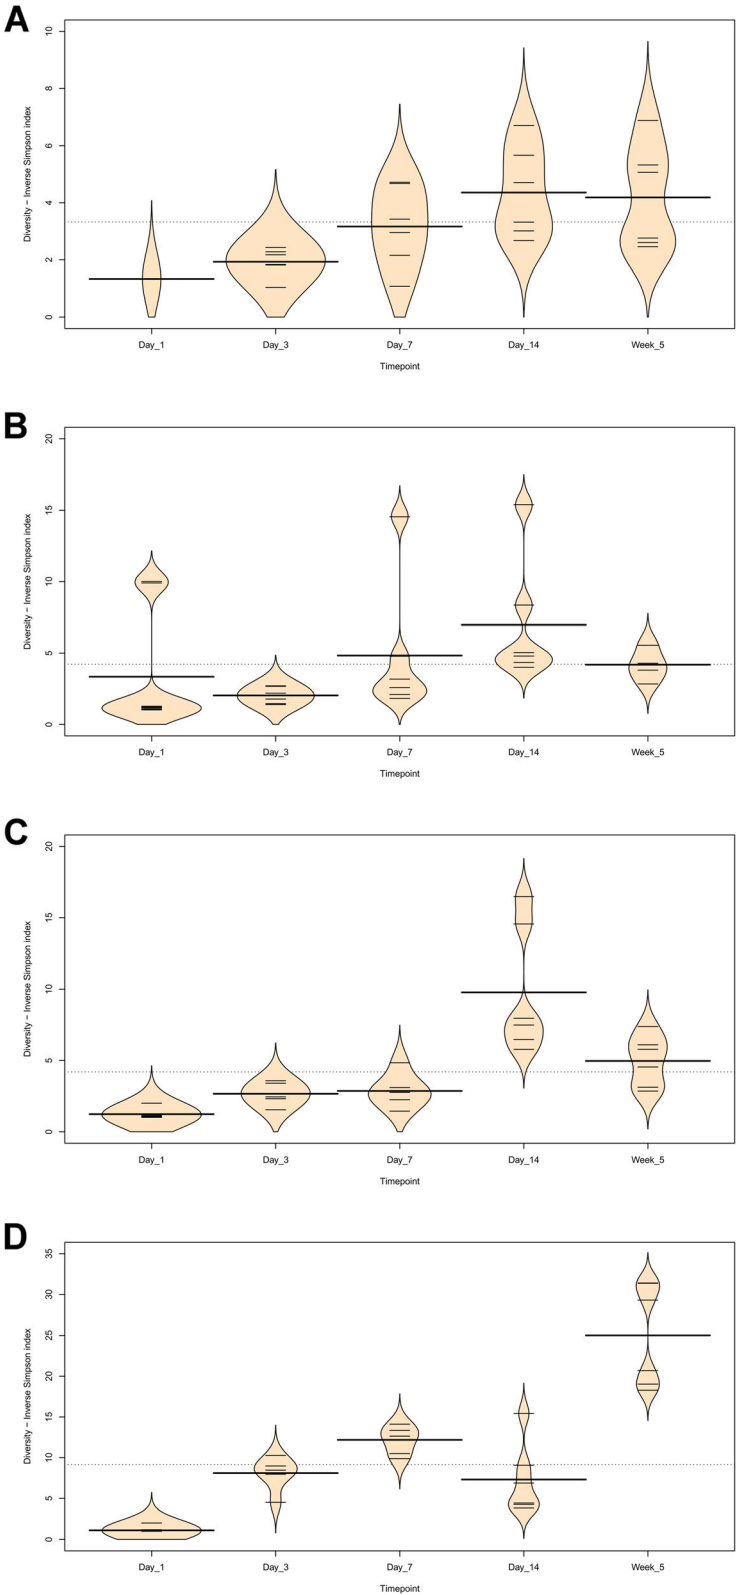 A
10
8
6
4
2
0
Diversity − Inverse Simpson index
Day_1 Day_3 Day_7 Day_14 Week_5
Timepoint
B
20
15
10
5
0
Diversity − Inverse Simpson index
Day_1 Day_3 Day_7 Day_14 Week_5
Timepoint
C
20
15
10
5
0
Diversity − Inverse Simpson index
Day_1 Day_3 Day_7 Day_14 Week_5
Timepoint
D
35
30
25
20
15
10
5
0
Diversity − Inverse Simpson index
Day_1 Day_3 Day_7 Day_14 Week_5
Timepoint